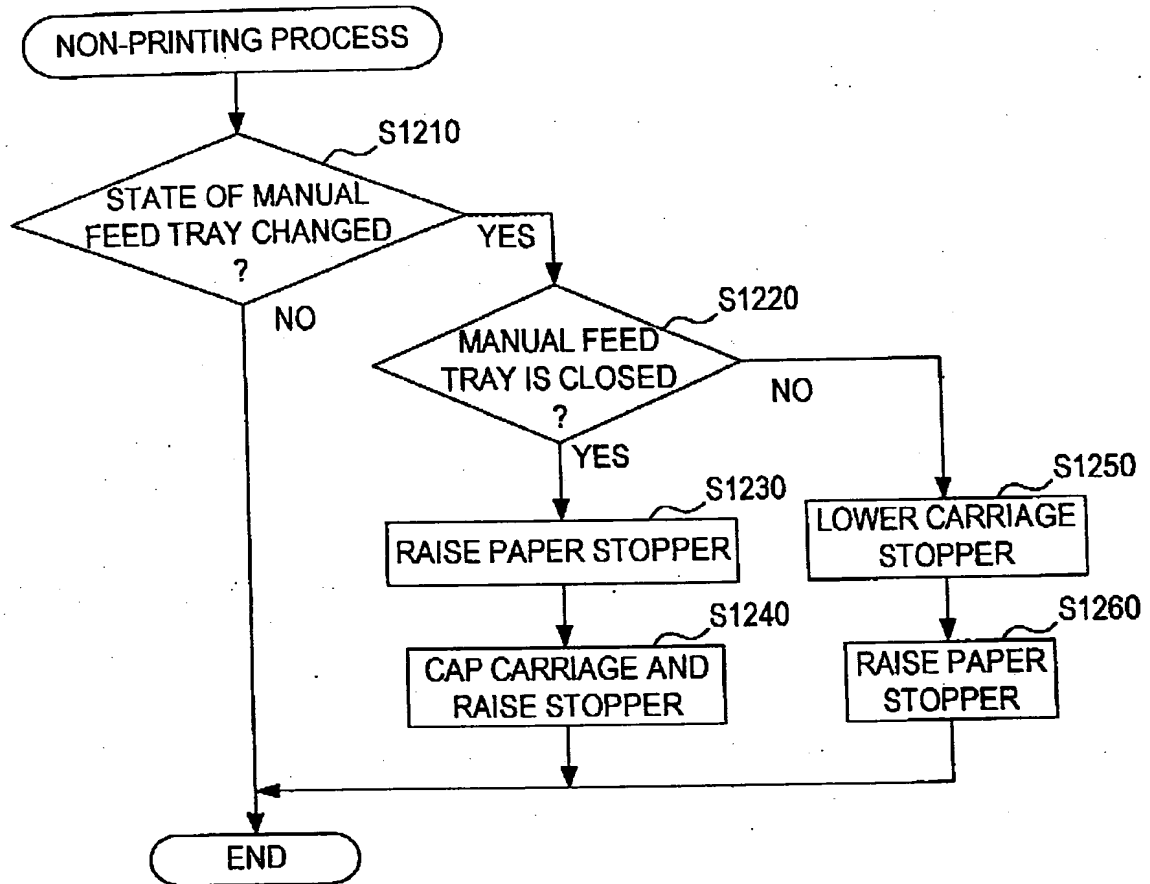 NON-PRINTING PROCESS
S1210
STATE OF MANUAL
FEED TRAY CHANGED
?
YES
NO
S1220
MANUAL FEED
TRAY IS CLOSED
?
NO
YES
S1230
RAISE PAPER STOPPER
S1240
CAP CARRIAGE AND
RAISE STOPPER
S1250
LOWER CARRIAGE
STOPPER
S1260
RAISE PAPER
STOPPER
END